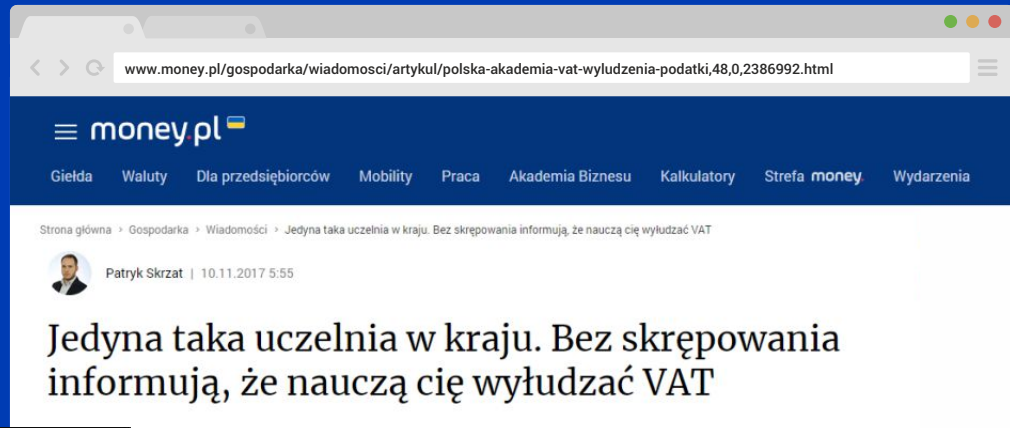 www.money.pl/gospodarka/wiadomosci/artykul/polska-akademia-vat-wyludzenia-podatki,48,0,2386992.html
money.pl
Giełda Waluty Dla przedsiębiorców Mobility Praca Akademia Biznesu Kalkulatory Strefa money. Wydarzenia
Strona główna > Gospodarka > Wiadomości > Jedyna taka uczelnia w kraju. Bez skrępowania informują, że nauczą cię wyłudzać VAT
Patryk Skrzat | 10.11.2017 5:55
Jedyna taka uczelnia w kraju. Bez skrępowania
informują, że nauczą cię wyłudzać VAT